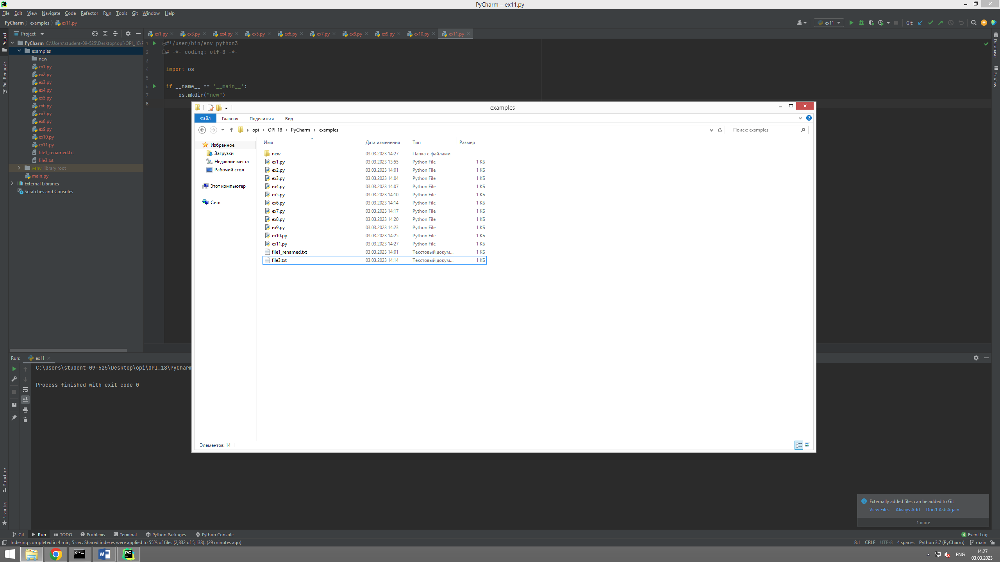 PyCharm – ex11.py
File Edit View Navigate Code Refactor Run Tools Git Window Help
PyCharm examples ex11.py
ex11 Git:
Project
ex1.py ex3.py ex4.py ex5.py ex6.py ex7.py ex8.py ex9.py ex10.py ex11.py
Project
Pull Requests
Structure
Favorites
Database
SciView
PyCharm C:\Users\student-09-525\Desktop\opi\OPI_18\P
examples
new
ex1.py
ex2.py
ex3.py
ex4.py
ex5.py
ex6.py
ex7.py
ex8.py
ex9.py
ex10.py
ex11.py
file1_renamed.txt
file3.txt
venv library root
main.py
External Libraries
Scratches and Consoles
1 #!/user/bin/env python3
2 # -*- coding: utf-8 -*-
3
4 import os
5
6 if __name__ == '__main__':
7 os.mkdir("new")
8
examples
Файл Главная Поделиться Вид
opi OPI_18 PyCharm examples
Поиск: examples
Избранное
Загрузки
Недавние места
Рабочий стол
Этот компьютер
Сеть
Имя Дата изменения Тип Размер
new 03.03.2023 14:27 Папка с файлами
ex1.py 03.03.2023 13:55 Python File 1 КБ
ex2.py 03.03.2023 14:01 Python File 1 КБ
ex3.py 03.03.2023 14:04 Python File 1 КБ
ex4.py 03.03.2023 14:07 Python File 1 КБ
ex5.py 03.03.2023 14:10 Python File 1 КБ
ex6.py 03.03.2023 14:14 Python File 1 КБ
ex7.py 03.03.2023 14:17 Python File 1 КБ
ex8.py 03.03.2023 14:20 Python File 1 КБ
ex9.py 03.03.2023 14:23 Python File 1 КБ
ex10.py 03.03.2023 14:25 Python File 1 КБ
ex11.py 03.03.2023 14:27 Python File 1 КБ
file1_renamed.txt 03.03.2023 14:01 Текстовый докум... 1 КБ
file3.txt 03.03.2023 14:14 Текстовый докум... 1 КБ
Элементов: 14
Run: ex11
C:\Users\student-09-525\Desktop\opi\OPI_18\PyCharm
Process finished with exit code 0
Externally added files can be added to Git
View Files Always Add Don't Ask Again
1 more
Git Run TODO Problems Terminal Python Packages Python Console
4 Event Log
Indexing completed in 4 min, 5 sec. Shared indexes were applied to 55% of files (2,832 of 5,138). (29 minutes ago)
8:1 CRLF UTF-8 4 spaces Python 3.7 (PyCharm) main
ENG
14:27
03.03.2023